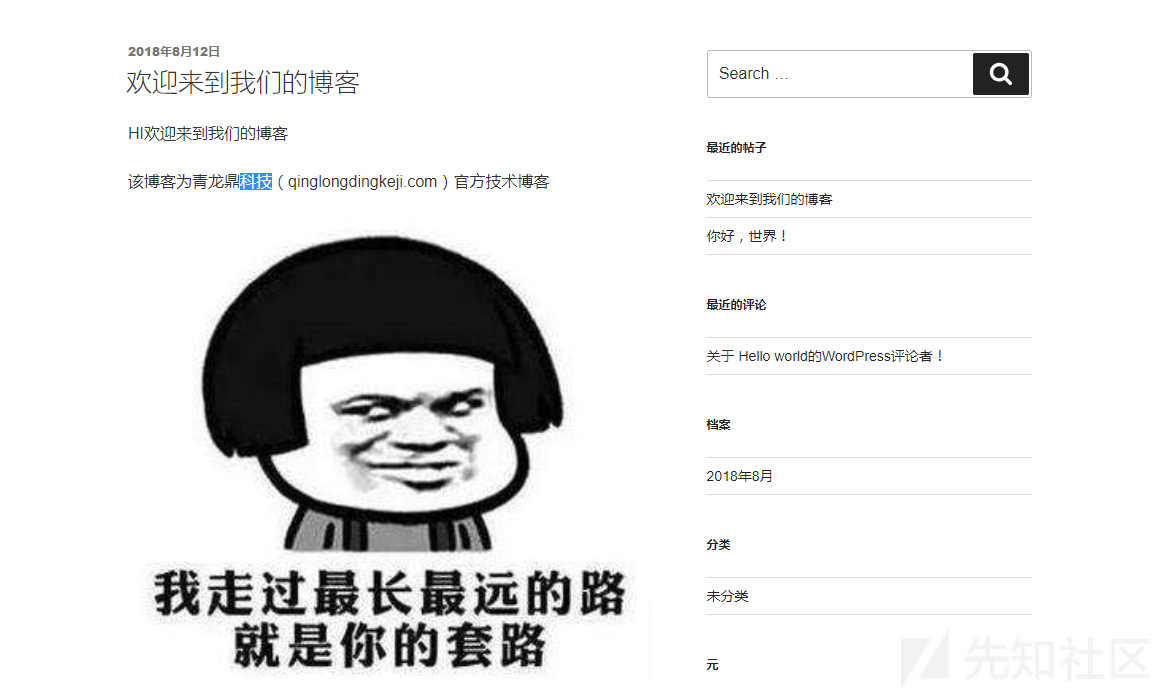 2018年8月12日
欢迎来到我们的博客
HI欢迎来到我们的博客
该博客为青龙鼎科技（qinglongdingkeji.com）官方技术博客
我走过最长最远的路
就是你的套路
Search …
最近的帖子
欢迎来到我们的博客
你好，世界！
最近的评论
关于 Hello world的WordPress评论者！
档案
2018年8月
分类
未分类
元
先知社区